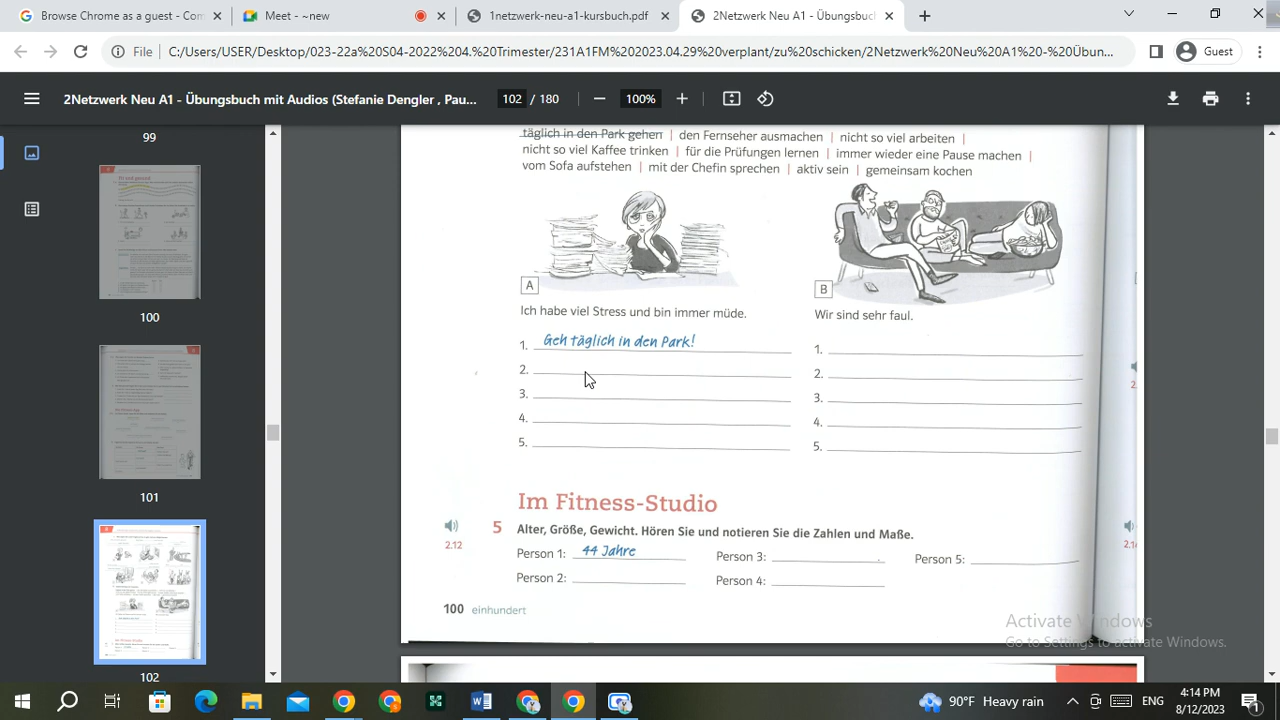 Browse Chrome as a guest - Com
Meet - ~new
1netzwerk-neu-a1-kursbuch.pdf
2Netzwerk Neu A1 - Übungsbuc
File
C:/Users/USER/Desktop/023-22a%20S04-2022%204.%20Trimester/231A1FM%202023.04.29%20verplant/zu%20schicken/2Netzwerk%20Neu%20A1%20-%20Übun...
Guest
2Netzwerk Neu A1 - Übungsbuch mit Audios (Stefanie Dengler , Pau...
102 / 180
100%
99
100
101
102
täglich in den Park gehen | den Fernseher ausmachen | nicht so viel arbeiten |
nicht so viel Kaffee trinken | für die Prüfungen lernen | immer wieder eine Pause machen |
vom Sofa aufstehen | mit der Chefin sprechen | aktiv sein | gemeinsam kochen
A
B
Ich habe viel Stress und bin immer müde.
Wir sind sehr faul.
1. Geh täglich in den Park!
2.
3.
4.
5.
1.
2.
3.
4.
5.
Im Fitness-Studio
2.12
5 Alter, Größe, Gewicht. Hören Sie und notieren Sie die Zahlen und Maße.
Person 1: 44 Jahre
Person 3:
Person 5:
Person 2:
Person 4:
100 einhundert
Activate Windows
Go to Settings to activate Windows.
90°F Heavy rain
ENG
4:14 PM
8/12/2023